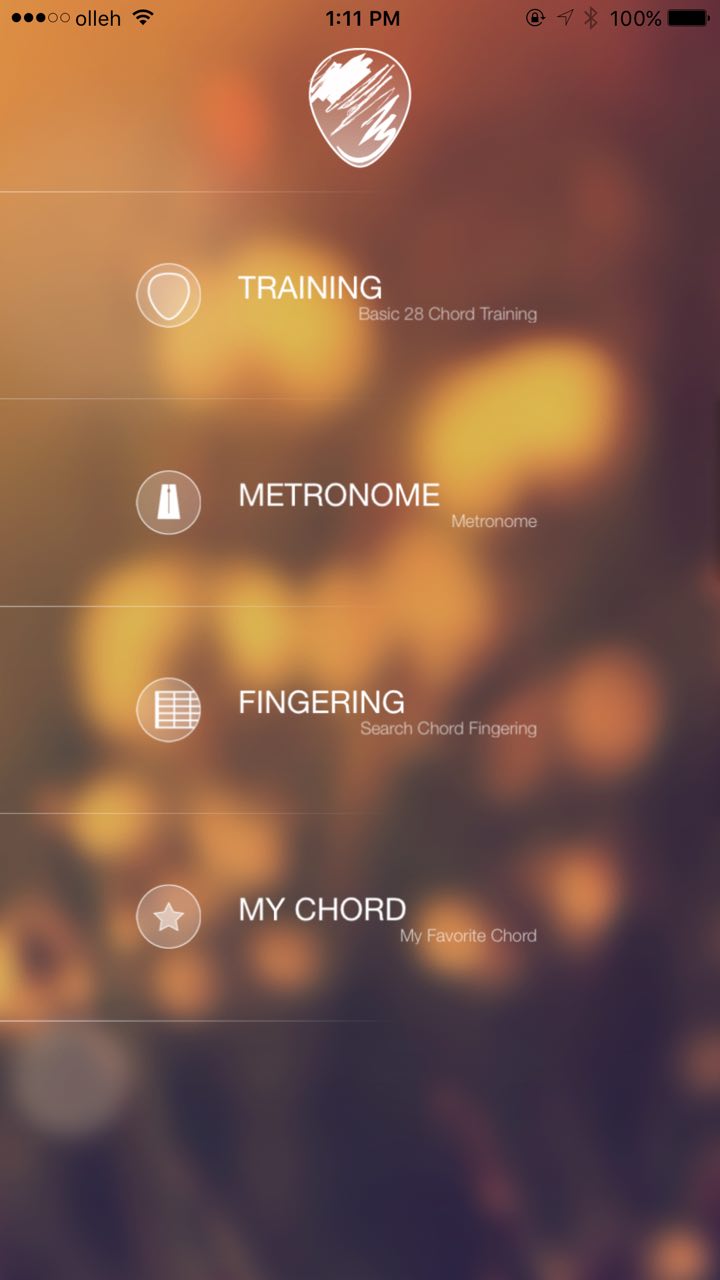 olleh 1:11 PM 100%
TRAINING
Basic 28 Chord Training
METRONOME
Metronome
FINGERING
Search Chord Fingering
MY CHORD
My Favorite Chord